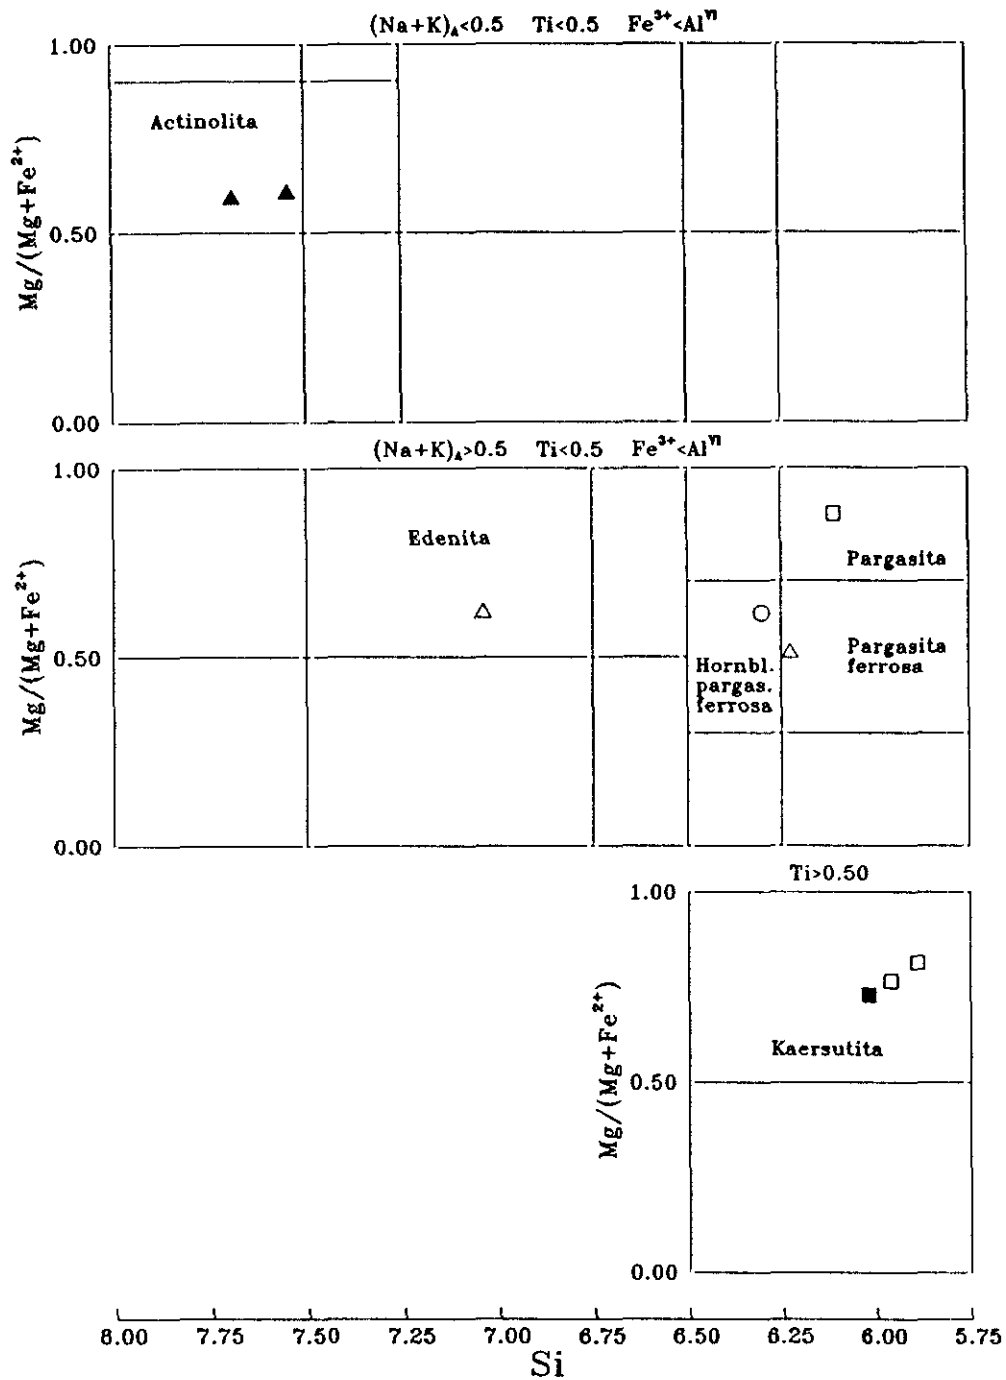 (Na+K)A<0.5 Ti<0.5 Fe³⁺<Alⱽᴵ
1.00
Actinolita
Mg/(Mg+Fe²⁺)
0.50
0.00
(Na+K)A>0.5 Ti<0.5 Fe³⁺<Alⱽᴵ
1.00
Edenita
Pargasita
Mg/(Mg+Fe²⁺)
0.50
Hornbl.
pargas.
ferrosa
Pargasita
ferrosa
0.00
Ti>0.50
1.00
Mg/(Mg+Fe²⁺)
Kaersutita
0.50
0.00
8.00 7.75 7.50 7.25 7.00 6.75 6.50 6.25 6.00 5.75
Si